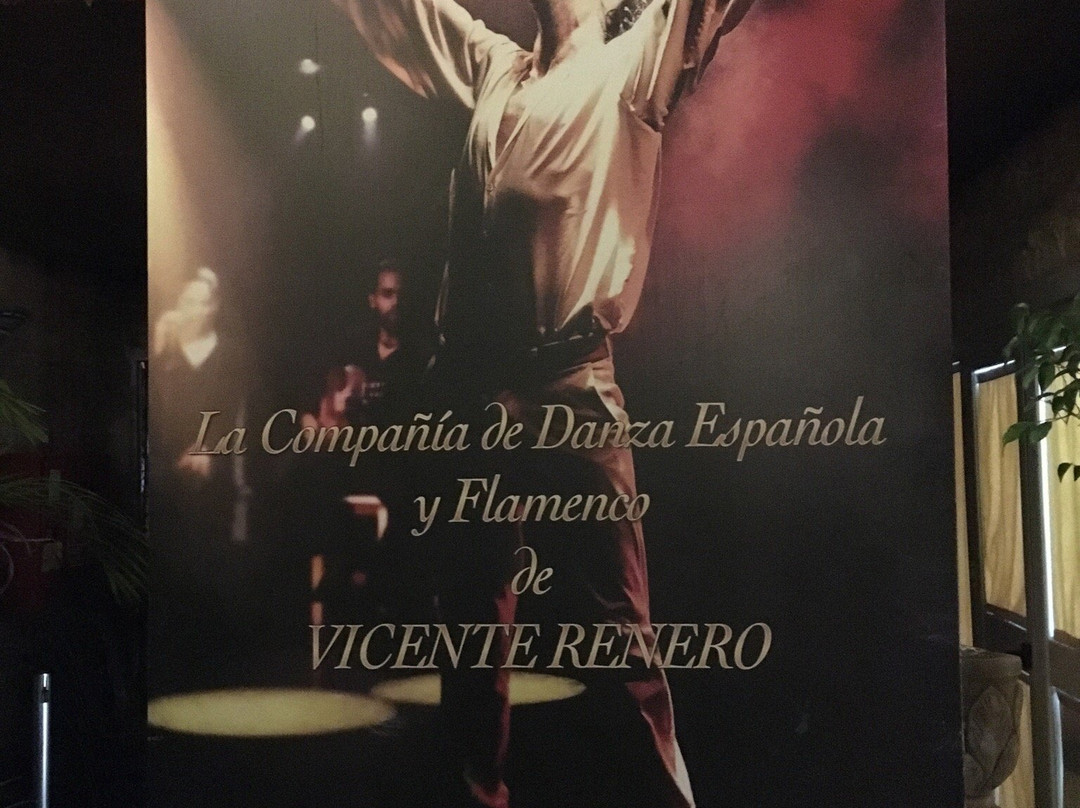 La Compañía de Danza Española
y Flamenco
de
VICENTE RENERO